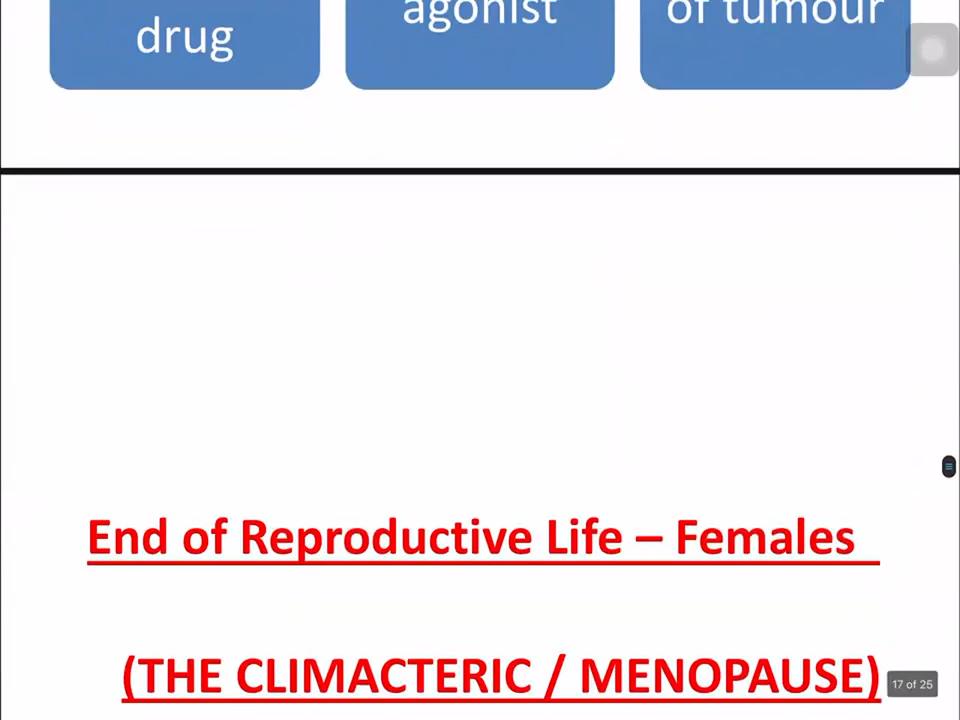 drug
agonist
of tumour
End of Reproductive Life – Females
(THE CLIMACTERIC / MENOPAUSE)
17 of 25